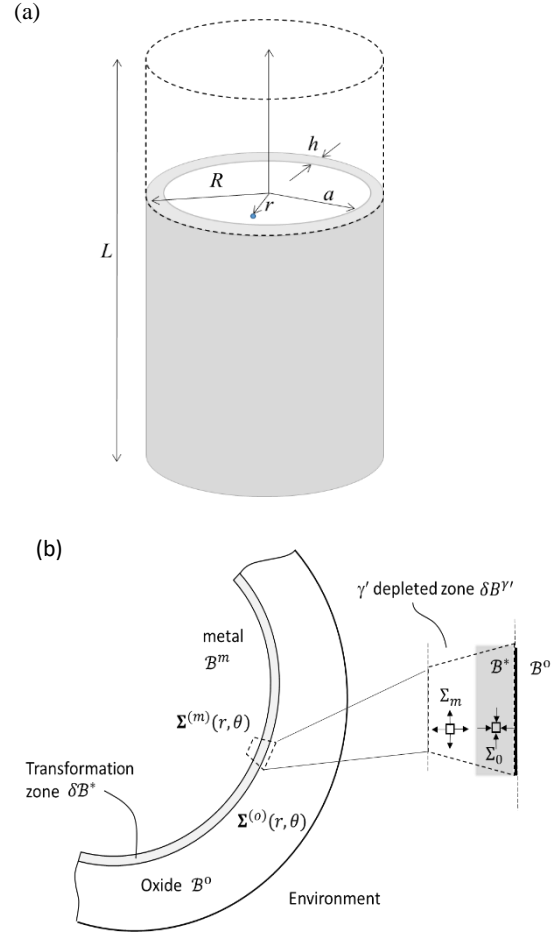 (a)
h
R
a
r
L
(b)
γ′ depleted zone δB^γ′
metal
ℬ^m
ℬ*
ℬ^o
Σ_m
Σ^(m)(r, θ)
Σ_0
Transformation
zone δℬ*
Σ^(o)(r, θ)
Oxide ℬ^o
Environment